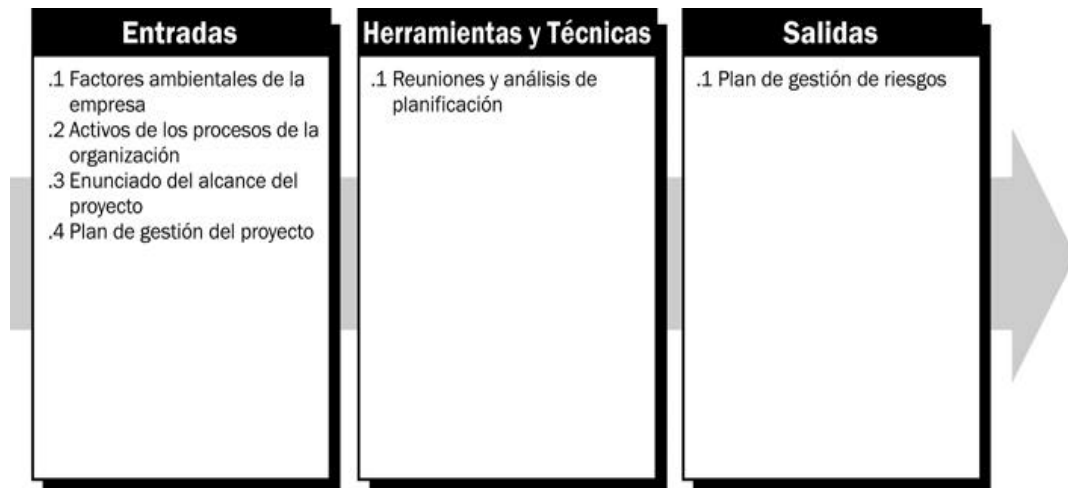 Entradas
.1 Factores ambientales de la
empresa
.2 Activos de los procesos de la
organización
.3 Enunciado del alcance del
proyecto
.4 Plan de gestión del proyecto
Herramientas y Técnicas
.1 Reuniones y análisis de
planificación
Salidas
.1 Plan de gestión de riesgos